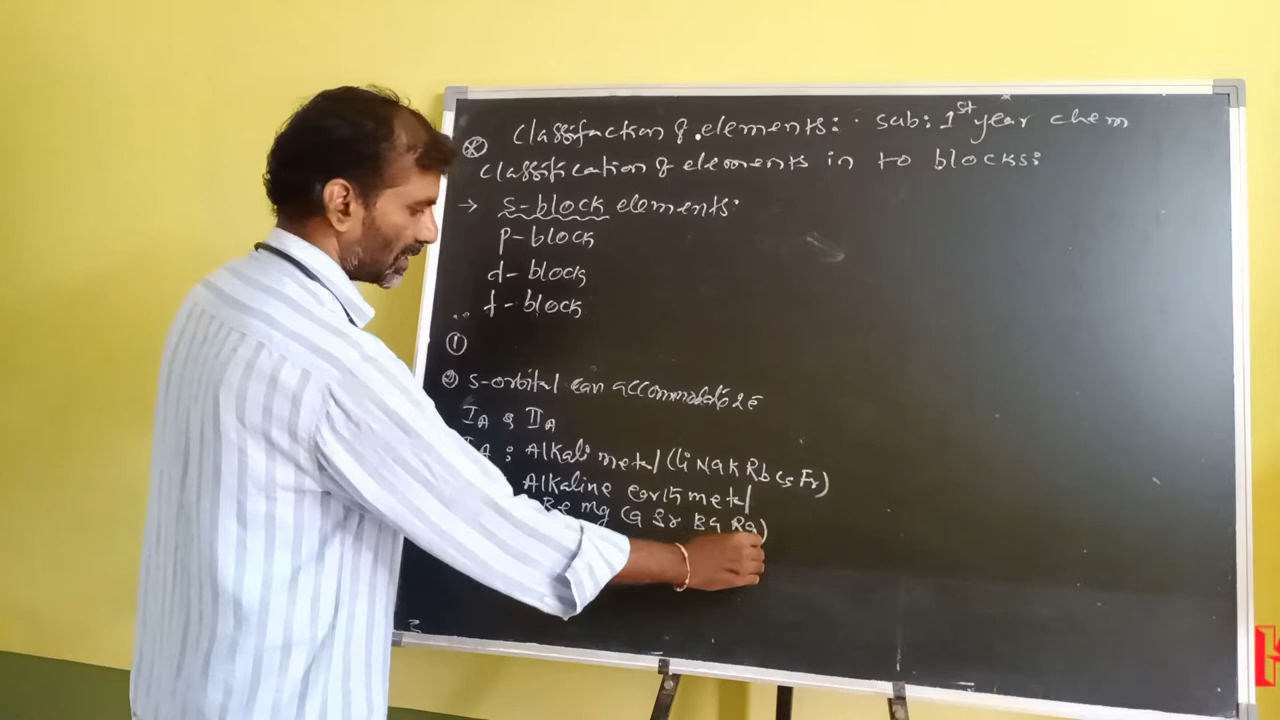 Classifaction of elements: sub: 1st year chem
Classification of elements in to blocks:
→ s-block elements.
p-block
d-block
f-block
①
② s-orbital can accommodate 2e
IA & IIA
A : Alkali metal (Li Na K Rb Cs Fr)
Alkaline earth metal
Be Mg Ca Sr Ba Ra)